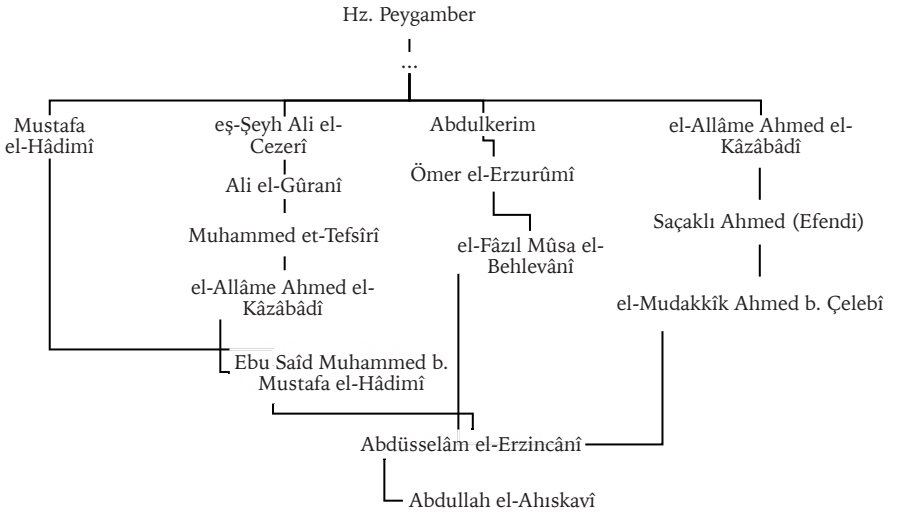 Hz. Peygamber
...
Mustafa
el-Hâdimî
eş-Şeyh Ali el-
Cezerî
Abdulkerim
el-Allâme Ahmed el-
Kâzâbâdî
Ali el-Gûranî
Ömer el-Erzurûmî
Saçaklı Ahmed (Efendi)
Muhammed et-Tefsîrî
el-Fâzıl Mûsa el-
Behlevânî
el-Allâme Ahmed el-
Kâzâbâdî
el-Mudakkîk Ahmed b. Çelebî
Ebu Saîd Muhammed b.
Mustafa el-Hâdimî
Abdüsselâm el-Erzincânî
Abdullah el-Ahıskavî